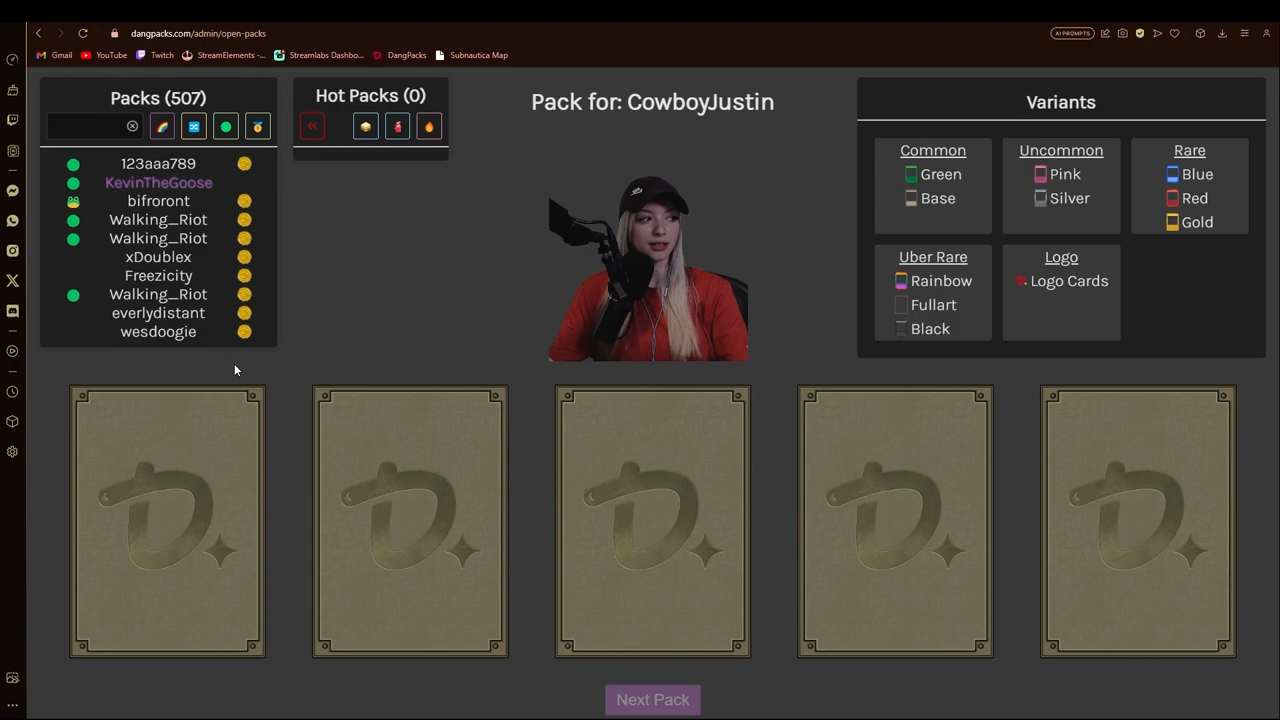 dangpacks.com/admin/open-packs
AI PROMPTS
Gmail
YouTube
Twitch
StreamElements -...
Streamlabs Dashbo...
DangPacks
Subnautica Map
Packs (507)
123aaa789
KevinTheGoose
bifroront
Walking_Riot
Walking_Riot
xDoublex
Freezicity
Walking_Riot
everlydistant
wesdoogie
Hot Packs (0)
Pack for: CowboyJustin
Variants
Common
Green
Base
Uncommon
Pink
Silver
Rare
Blue
Red
Gold
Uber Rare
Rainbow
Fullart
Black
Logo
Logo Cards
D
D
D
D
D
Next Pack